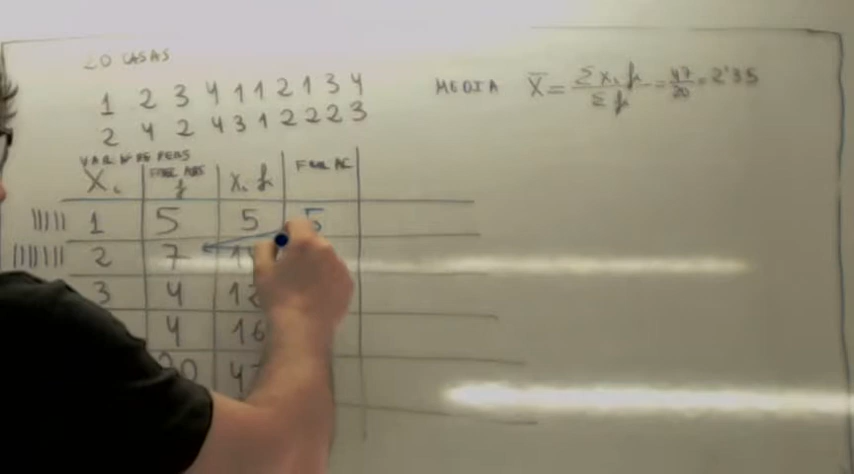 20 CASAS
1 2 3 4 1 1 2 1 3 4
2 4 2 4 3 1 2 2 2 3
MEDIA X̄ = Σ xᵢ fᵢ / Σ fᵢ = 47/20 = 2'35
VAR Nº DE PERS
Xᵢ FREC ABS f xᵢ fᵢ FREC AC
1 5 5 5
2 7
3 4 12
4 16
20